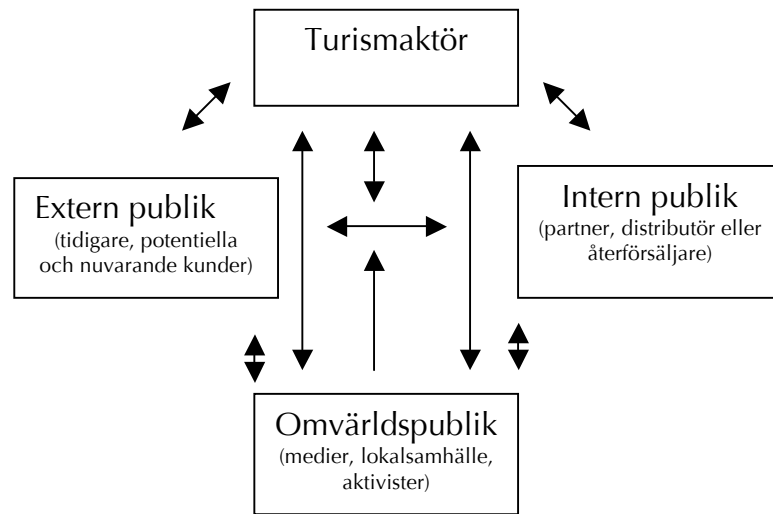 Turismaktör
Extern publik
(tidigare, potentiella
och nuvarande kunder)
Intern publik
(partner, distributör eller
återförsäljare)
Omvärldspublik
(medier, lokalsamhälle,
aktivister)